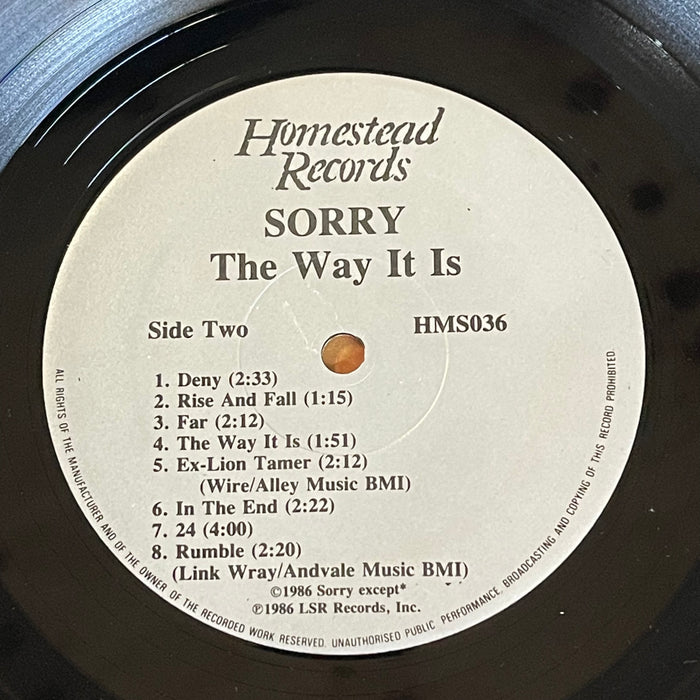 Homestead
Records
SORRY
The Way It Is
Side Two
HMS036
1. Deny (2:33)
2. Rise And Fall (1:15)
3. Far (2:12)
4. The Way It Is (1:51)
5. Ex-Lion Tamer (2:12)
(Wire/Alley Music BMI)
6. In The End (2:22)
7. 24 (4:00)
8. Rumble (2:20)
(Link Wray/Andvale Music BMI)
©1986 Sorry except*
℗1986 LSR Records, Inc.
ALL RIGHTS OF THE MANUFACTURER AND OF THE OWNER OF THE RECORDED WORK RESERVED. UNAUTHORISED PUBLIC PERFORMANCE, BROADCASTING AND COPYING OF THIS RECORD PROHIBITED.